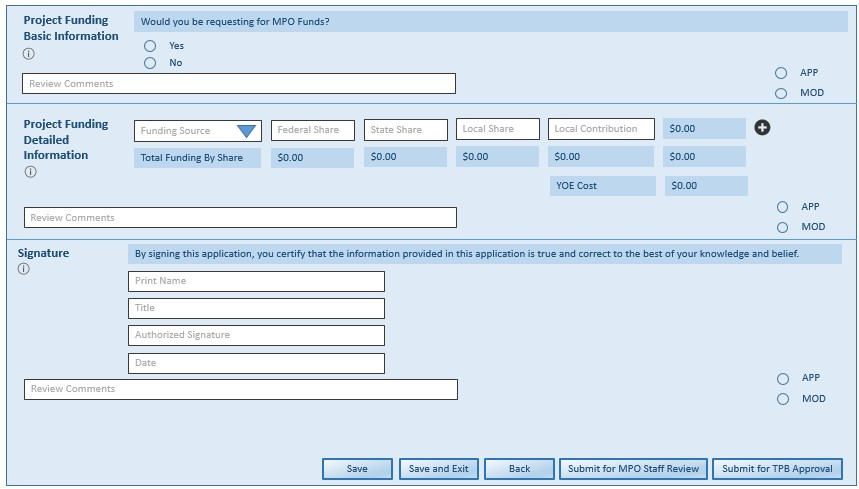 Project Funding
Basic Information
Would you be requesting for MPO Funds?
Yes
No
Review Comments
APP
MOD
Project Funding
Detailed
Information
Funding Source
Federal Share
State Share
Local Share
Local Contribution
$0.00
Total Funding By Share
$0.00
$0.00
$0.00
$0.00
$0.00
YOE Cost
$0.00
Review Comments
APP
MOD
Signature
By signing this application, you certify that the information provided in this application is true and correct to the best of your knowledge and belief.
Print Name
Title
Authorized Signature
Date
Review Comments
APP
MOD
Save
Save and Exit
Back
Submit for MPO Staff Review
Submit for TPB Approval